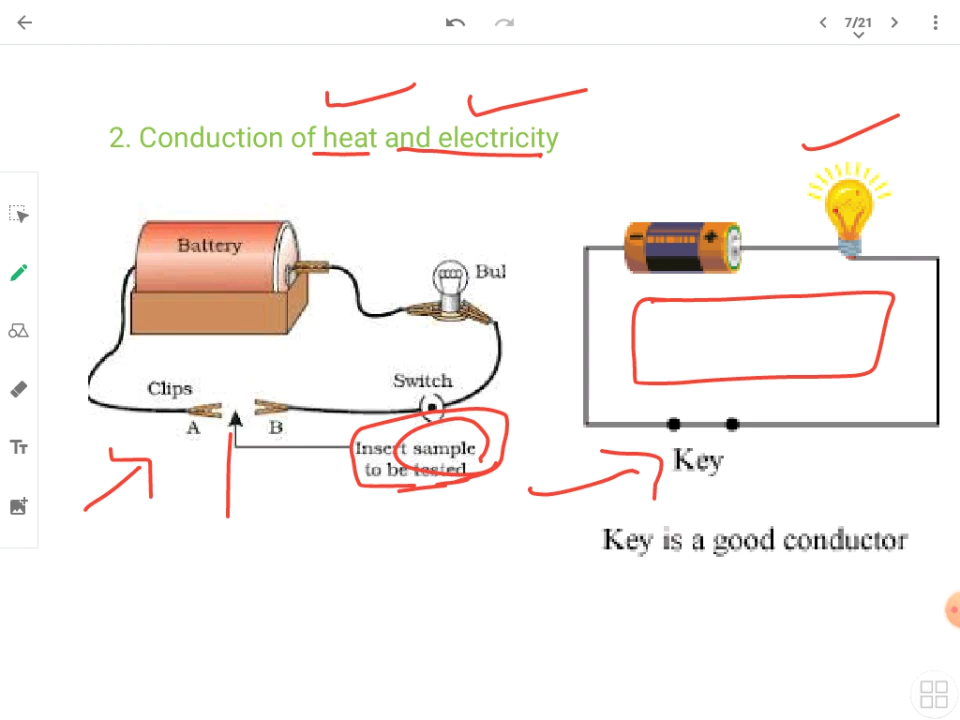 7/21
2. Conduction of heat and electricity
Battery
Bul
Clips
Switch
A
B
Insert sample
to be tested
Tт
- +
Key
Key is a good conductor